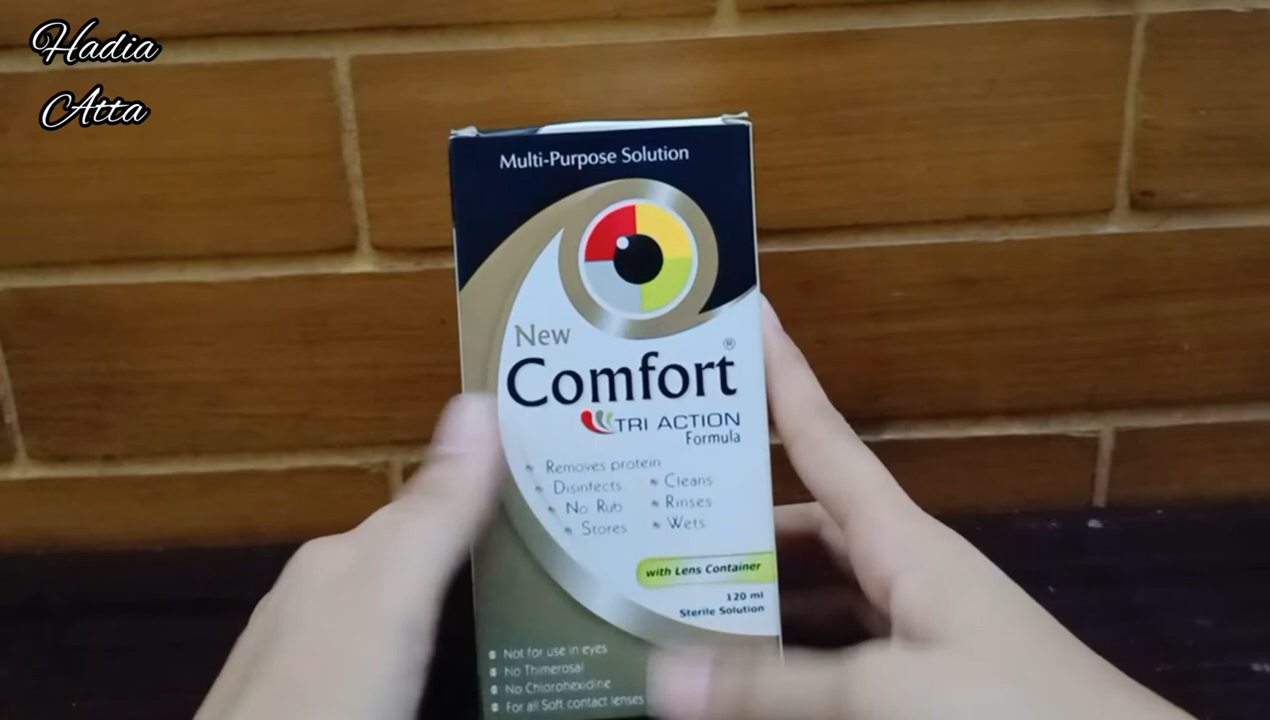 Hadia
Atta
Multi-Purpose Solution
New
Comfort®
TRI ACTION
Formula
Removes protein
Disinfects
Cleans
No Rub
Rinses
Stores
Wets
with Lens Container
120 ml
Sterile Solution
Not for use in eyes
No Thimerosal
No Chlorohexidine
For all Soft contact lenses